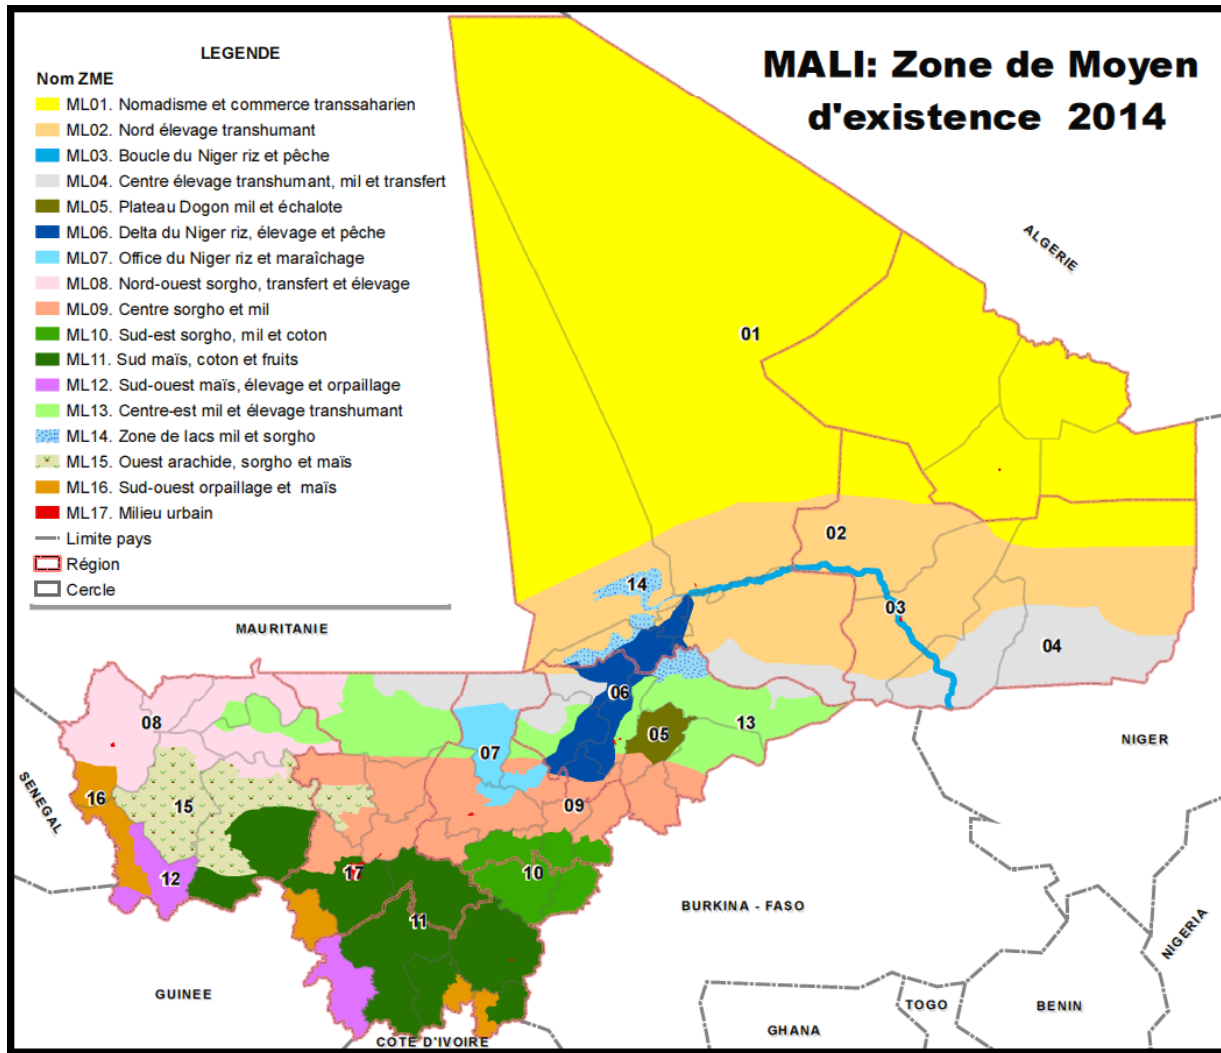 MALI: Zone de Moyen
d'existence 2014
LEGENDE
Nom ZME
ML01. Nomadisme et commerce transsaharien
ML02. Nord élevage transhumant
ML03. Boucle du Niger riz et pêche
ML04. Centre élevage transhumant, mil et transfert
ML05. Plateau Dogon mil et échalote
ML06. Delta du Niger riz, élevage et pêche
ML07. Office du Niger riz et maraîchage
ML08. Nord-ouest sorgho, transfert et élevage
ML09. Centre sorgho et mil
ML10. Sud-est sorgho, mil et coton
ML11. Sud maïs, coton et fruits
ML12. Sud-ouest maïs, élevage et orpaillage
ML13. Centre-est mil et élevage transhumant
ML14. Zone de lacs mil et sorgho
ML15. Ouest arachide, sorgho et maïs
ML16. Sud-ouest orpaillage et maïs
ML17. Milieu urbain
Limite pays
Région
Cercle
ALGERIE
01
02
14
03
MAURITANIE
04
06
08
05
13
07
NIGER
16
15
09
SENEGAL
17
10
12
BURKINA - FASO
11
NIGERIA
GUINEE
TOGO
BENIN
GHANA
COTE D'IVOIRE